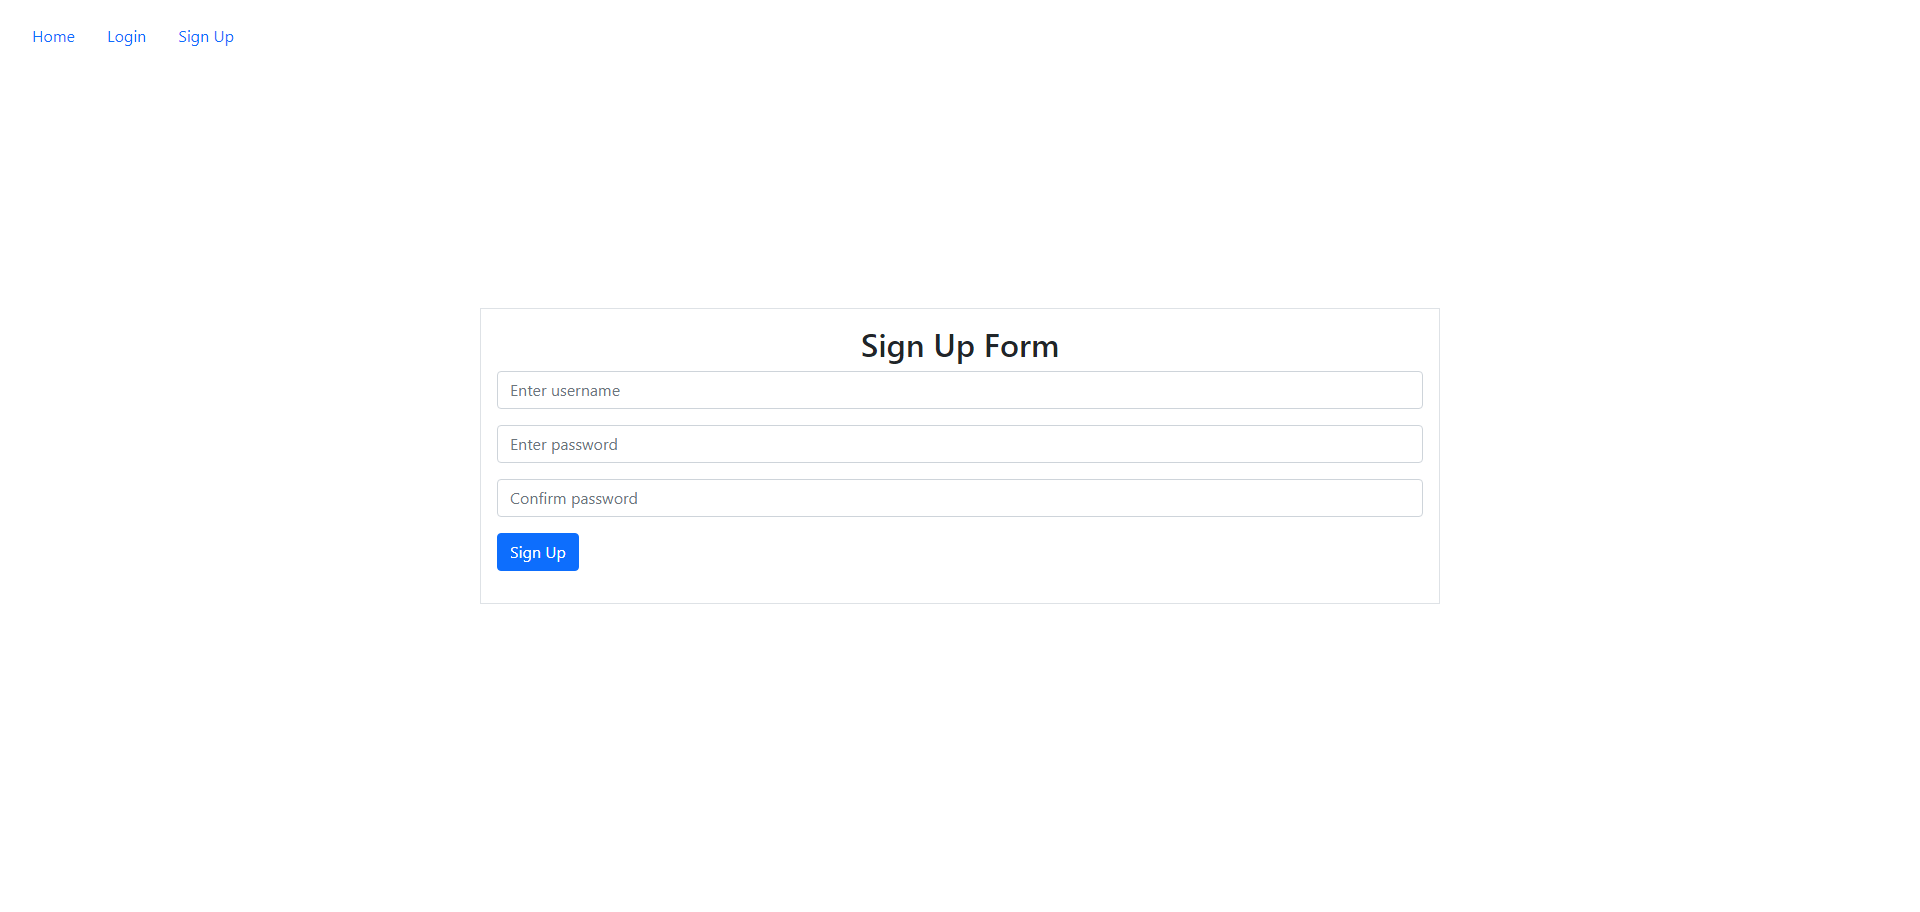 Home Login Sign Up
Sign Up Form
Enter username
Enter password
Confirm password
Sign Up